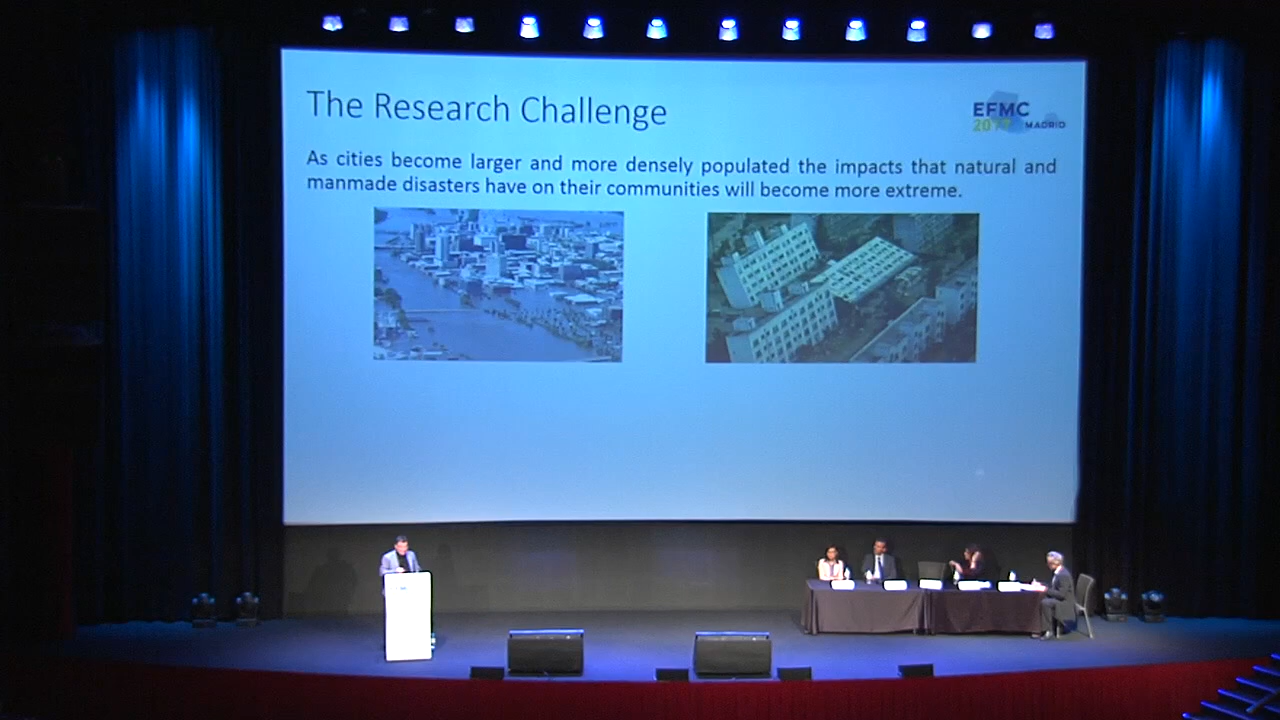 The Research Challenge
EFMC
2017 MADRID
As cities become larger and more densely populated the impacts that natural and
manmade disasters have on their communities will become more extreme.